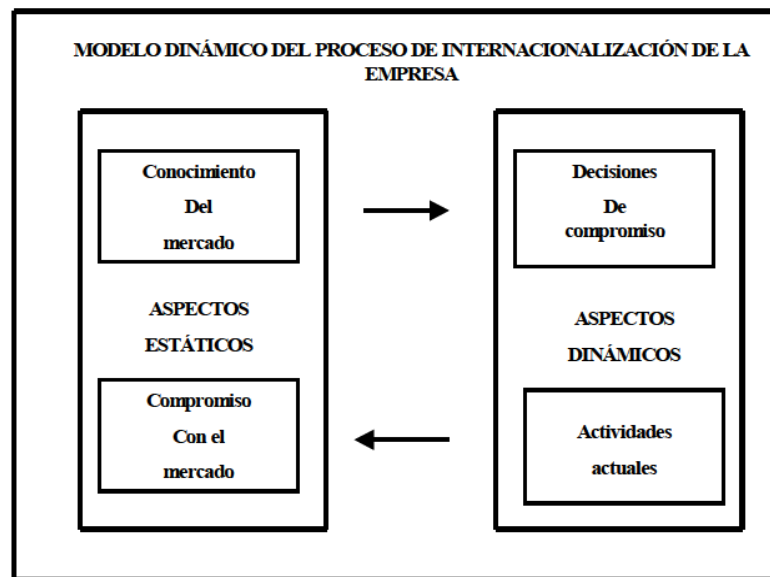 MODELO DINÁMICO DEL PROCESO DE INTERNACIONALIZACIÓN DE LA
EMPRESA
Conocimiento
Del
mercado
ASPECTOS
ESTÁTICOS
Compromiso
Con el
mercado
Decisiones
De
compromiso
ASPECTOS
DINÁMICOS
Actividades
actuales